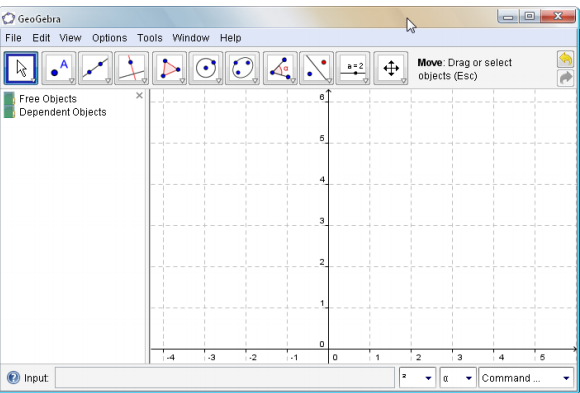 GeoGebra
File Edit View Options Tools Window Help
A
a = 2
Move: Drag or select
objects (Esc)
Free Objects
Dependent Objects
6
5
4
3
2
1
0
-4 -3 -2 -1 0 1 2 3 4 5
Input:
² α Command ...